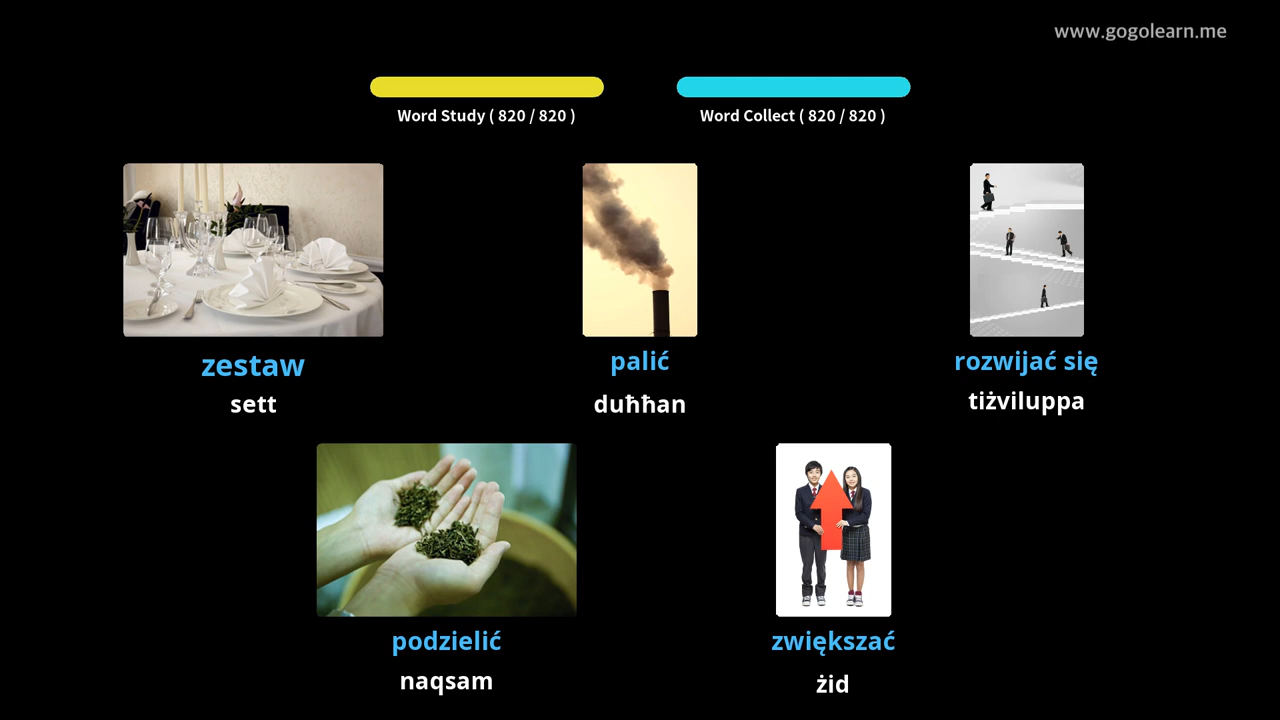 www.gogolearn.me
Word Study ( 820 / 820 )
Word Collect ( 820 / 820 )
zestaw
sett
palić
duħħan
rozwijać się
tiżviluppa
podzielić
naqsam
zwiększać
żid